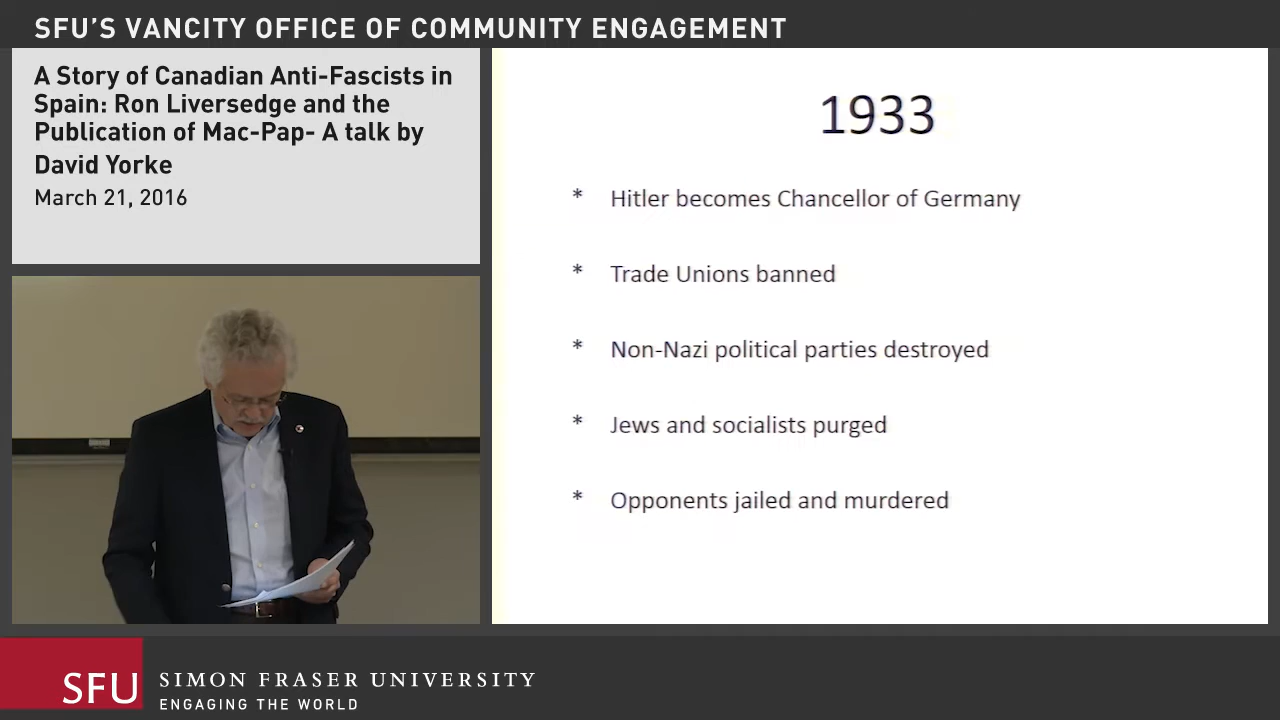 SFU'S VANCITY OFFICE OF COMMUNITY ENGAGEMENT
A Story of Canadian Anti-Fascists in
Spain: Ron Liversedge and the
Publication of Mac-Pap- A talk by
David Yorke
March 21, 2016
1933
* Hitler becomes Chancellor of Germany
* Trade Unions banned
* Non-Nazi political parties destroyed
* Jews and socialists purged
* Opponents jailed and murdered
SFU
SIMON FRASER UNIVERSITY
ENGAGING THE WORLD